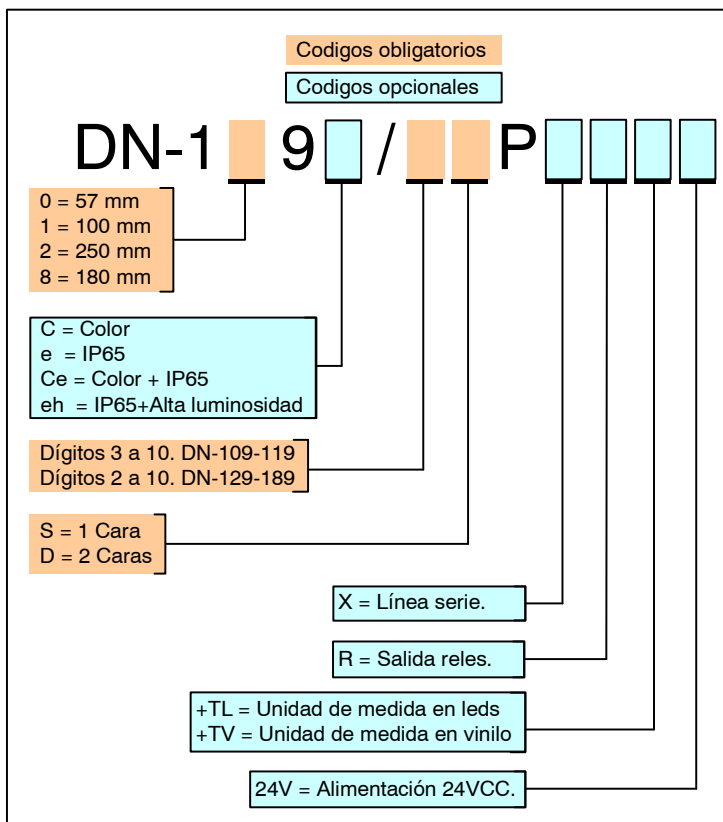 Codigos obligatorios
Codigos opcionales
DN-1 9 / P
0 = 57 mm
1 = 100 mm
2 = 250 mm
8 = 180 mm
C = Color
e = IP65
Ce = Color + IP65
eh = IP65+Alta luminosidad
Dígitos 3 a 10. DN-109-119
Dígitos 2 a 10. DN-129-189
S = 1 Cara
D = 2 Caras
X = Línea serie.
R = Salida reles.
+TL = Unidad de medida en leds
+TV = Unidad de medida en vinilo
24V = Alimentación 24VCC.